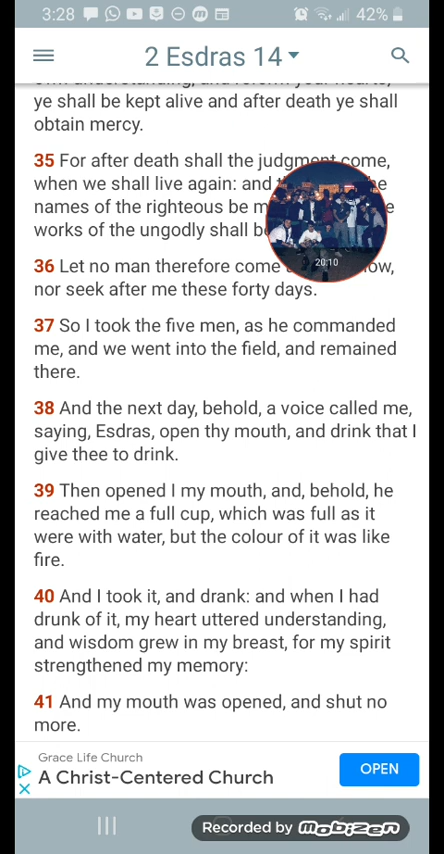 3:28 42%
2 Esdras 14
ye shall be kept alive and after death ye shall
obtain mercy.
35 For after death shall the judgment come,
when we shall live again: and
names of the righteous be
works of the ungodly shall
36 Let no man therefore come
nor seek after me these forty days.
37 So I took the five men, as he commanded
me, and we went into the field, and remained
there.
38 And the next day, behold, a voice called me,
saying, Esdras, open thy mouth, and drink that I
give thee to drink.
39 Then opened I my mouth, and, behold, he
reached me a full cup, which was full as it
were with water, but the colour of it was like
fire.
40 And I took it, and drank: and when I had
drunk of it, my heart uttered understanding,
and wisdom grew in my breast, for my spirit
strengthened my memory:
41 And my mouth was opened, and shut no
more.
20:10
Grace Life Church
A Christ-Centered Church
OPEN
Recorded by Mobizen